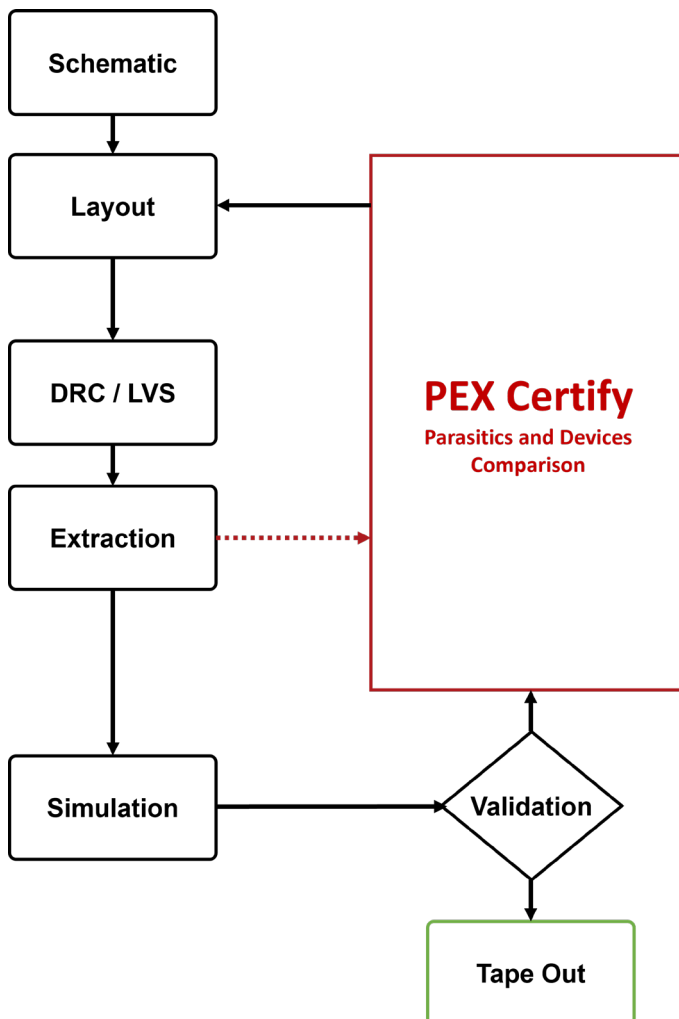 Schematic
Layout
DRC / LVS
PEX Certify
Parasitics and Devices
Comparison
Extraction
Simulation
Validation
Tape Out